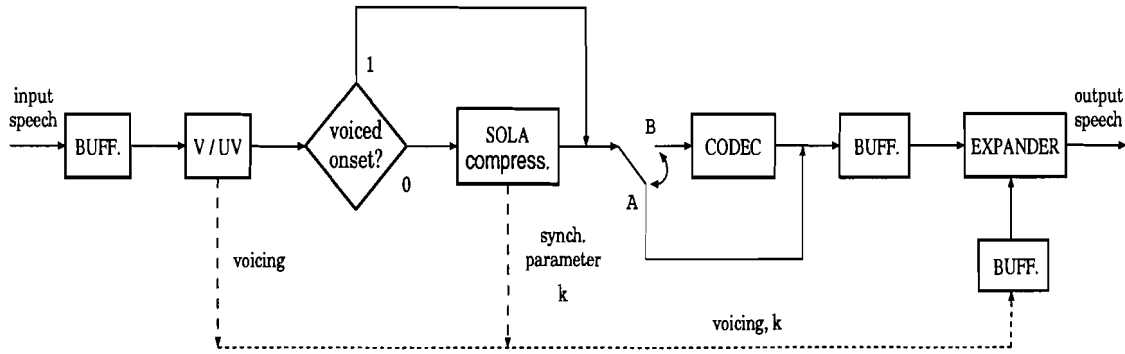 input
speech
BUFF.
V / UV
voiced
onset?
1
0
SOLA
compress.
B
A
CODEC
BUFF.
EXPANDER
output
speech
voicing
synch.
parameter
k
BUFF.
voicing, k